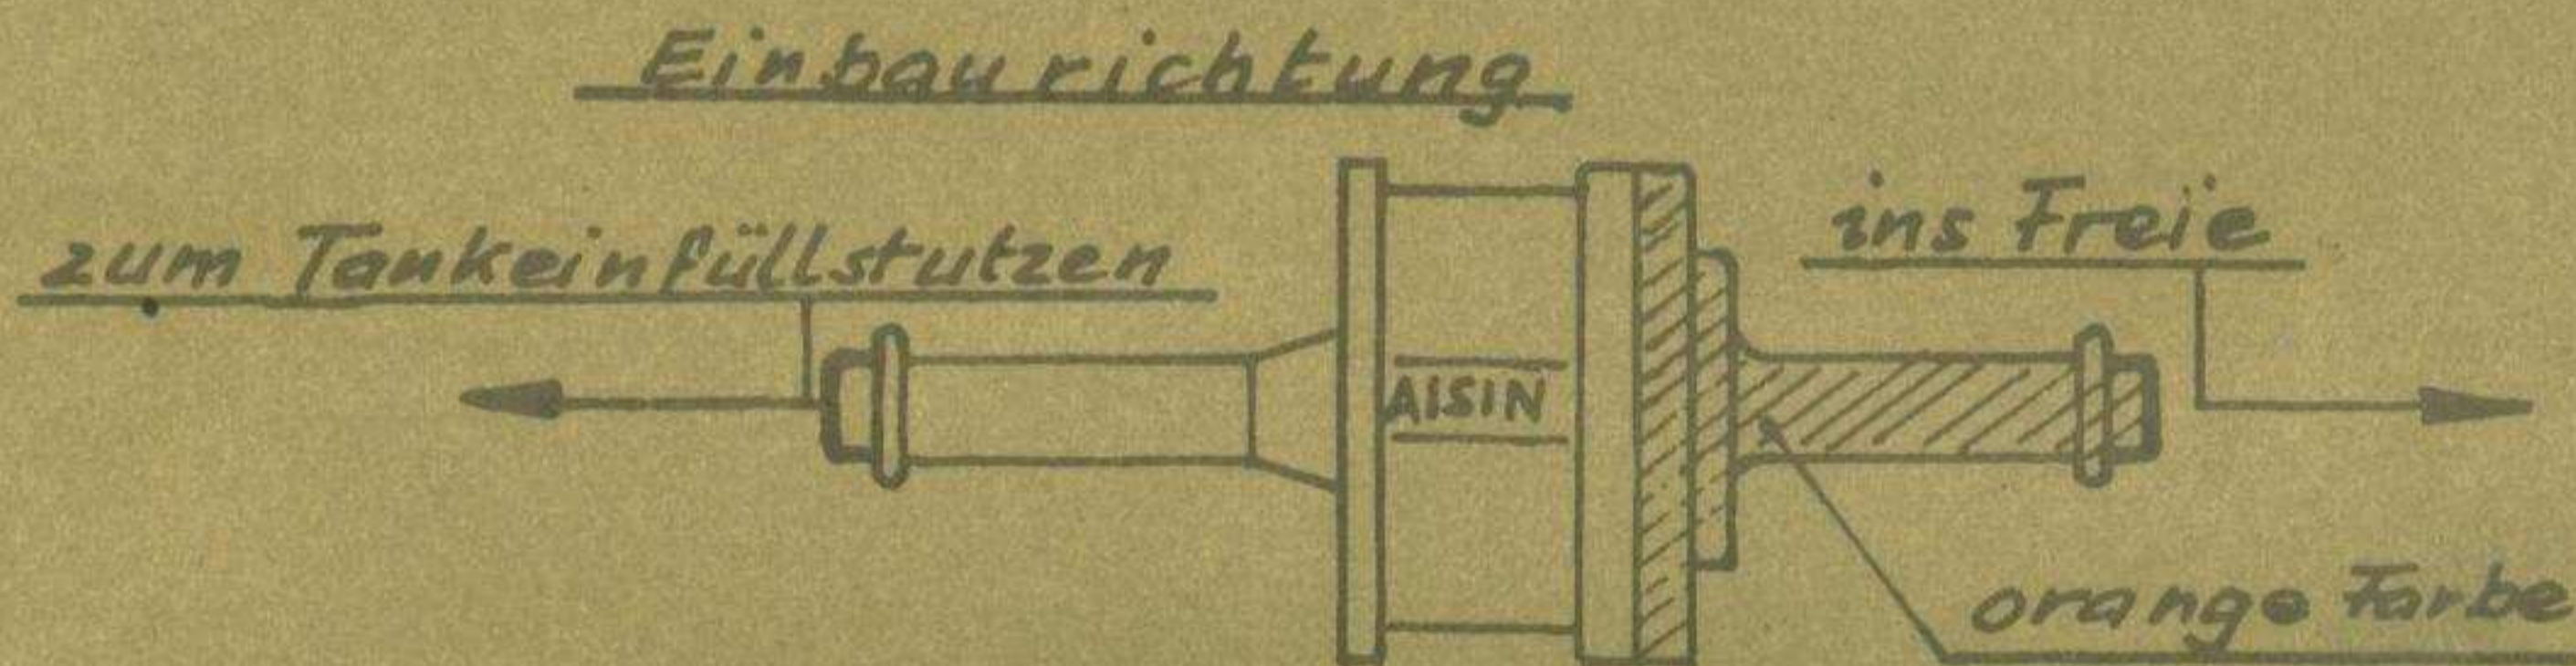 Einbaurichtung
zum Tankeinfüllstutzen
ins Freie
AISIN
orange Farbe